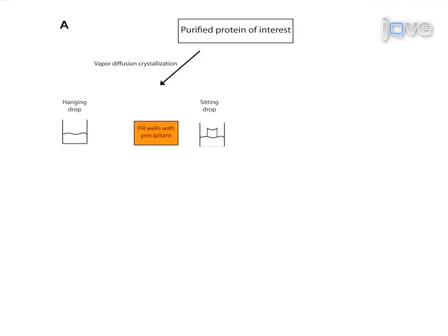 A
Purified protein of interest
jove
Vapor diffusion crystallization
Hanging
drop
Fill wells with
precipitant
Sitting
drop